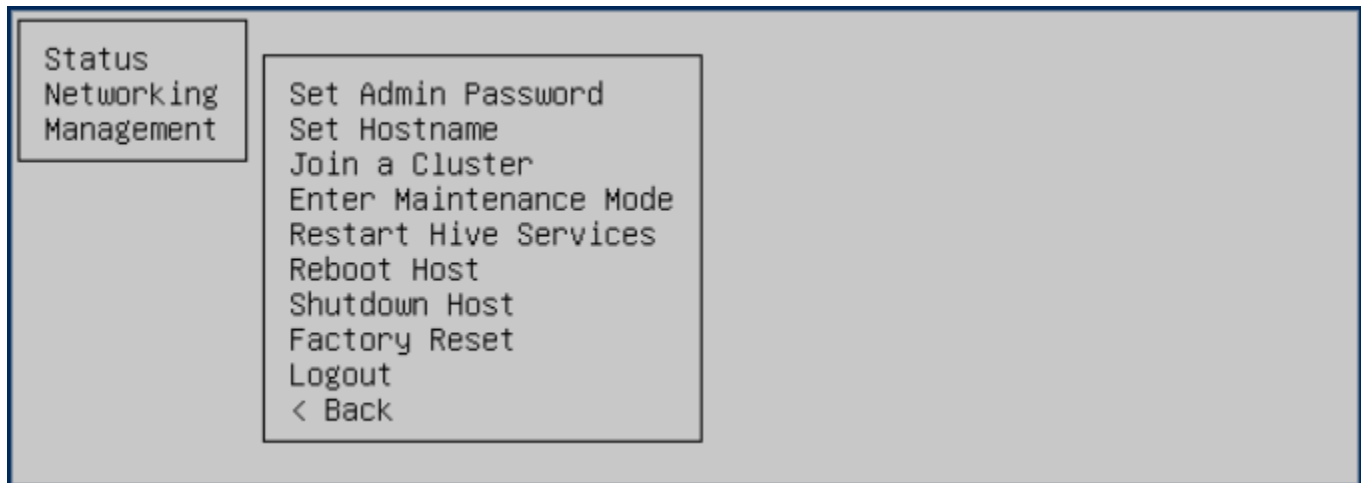 Status
Networking
Management
Set Admin Password
Set Hostname
Join a Cluster
Enter Maintenance Mode
Restart Hive Services
Reboot Host
Shutdown Host
Factory Reset
Logout
< Back